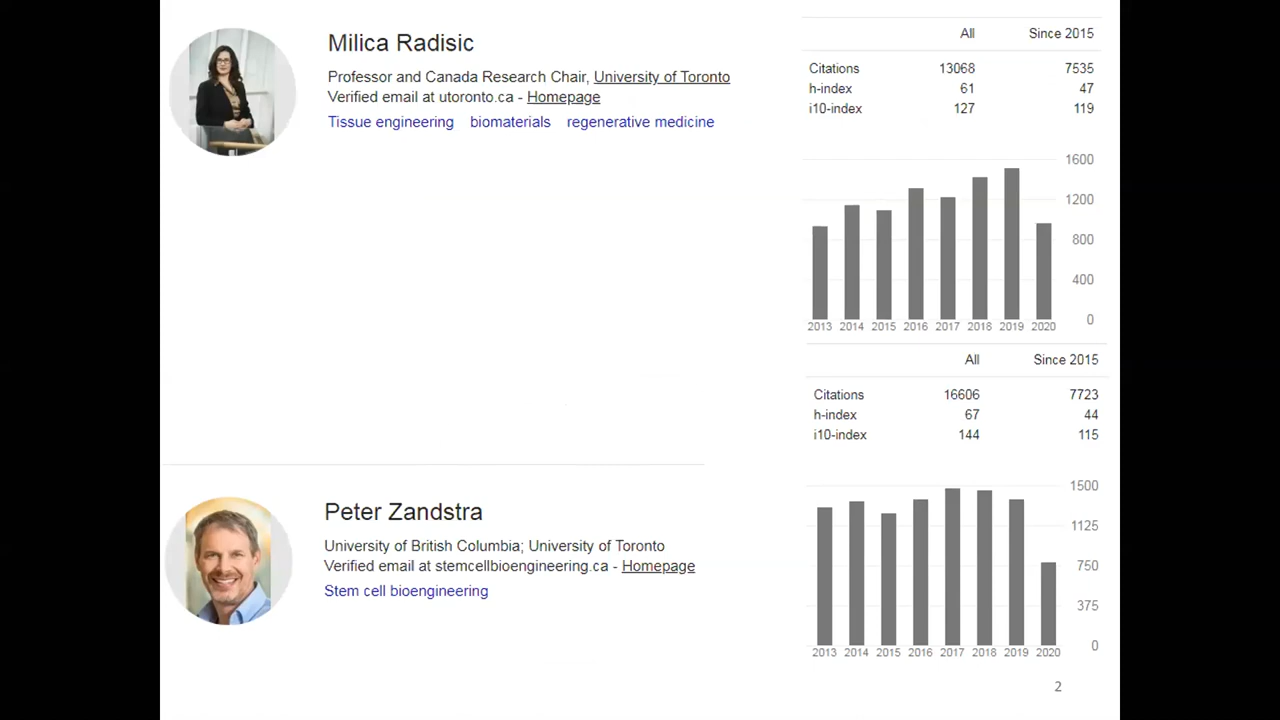 Milica Radisic
Professor and Canada Research Chair, University of Toronto
Verified email at utoronto.ca - Homepage
Tissue engineering biomaterials regenerative medicine
All Since 2015
Citations 13068 7535
h-index 61 47
i10-index 127 119
1600
1200
800
400
0
2013 2014 2015 2016 2017 2018 2019 2020
All Since 2015
Citations 16606 7723
h-index 67 44
i10-index 144 115
Peter Zandstra
University of British Columbia; University of Toronto
Verified email at stemcellbioengineering.ca - Homepage
Stem cell bioengineering
1500
1125
750
375
0
2013 2014 2015 2016 2017 2018 2019 2020
2